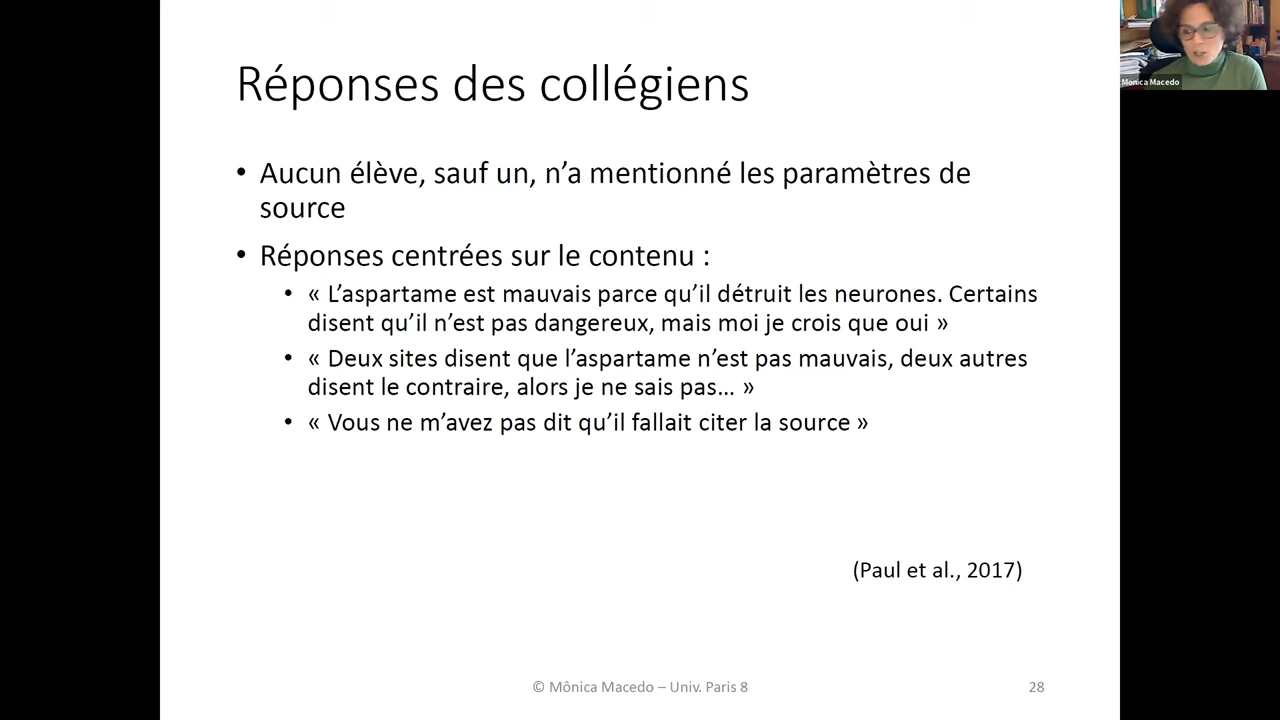 Réponses des collégiens
• Aucun élève, sauf un, n’a mentionné les paramètres de
source
• Réponses centrées sur le contenu :
• « L’aspartame est mauvais parce qu’il détruit les neurones. Certains
disent qu’il n’est pas dangereux, mais moi je crois que oui »
• « Deux sites disent que l’aspartame n’est pas mauvais, deux autres
disent le contraire, alors je ne sais pas… »
• « Vous ne m’avez pas dit qu’il fallait citer la source »
(Paul et al., 2017)
© Mônica Macedo – Univ. Paris 8
28
Monica Macedo